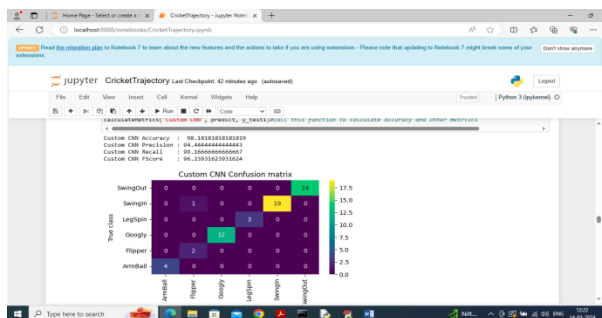 Home Page - Select or create a n
CricketTrajectory - Jupyter Note
localhost:8888/notebooks/CricketTrajectory.ipynb
Read the migration plan to Notebook 7 to learn about the new features and the actions to take if you are using extensions - Please note that updating to Notebook 7 might break some of your extensions.
Don't show anymore
jupyter CricketTrajectory Last Checkpoint: 42 minutes ago (autosaved)
Logout
File Edit View Insert Cell Kernel Widgets Help
Trusted Python 3 (ipykernel)
Run Code
calculateMetrics("Custom CNN", predict, y_test1)#call this function to calculate accuracy and other metrics
Custom CNN Accuracy : 98.18181818181819
Custom CNN Precision : 94.44444444444443
Custom CNN Recall : 99.16666666666667
Custom CNN FScore : 96.23931623931624
Custom CNN Confusion matrix
SwingOut 0 0 0 0 0 14
SwingIn 0 1 0 0 19 0
LegSpin 0 0 0 3 0 0
Googly 0 0 12 0 0 0
Flipper 0 2 0 0 0 0
ArmBall 4 0 0 0 0 0
True class
17.5
15.0
12.5
10.0
7.5
5.0
2.5
0.0
ArmBall
Flipper
Googly
LegSpin
SwingIn
SwingOut
Type here to search
Nift...
ENG
12:22